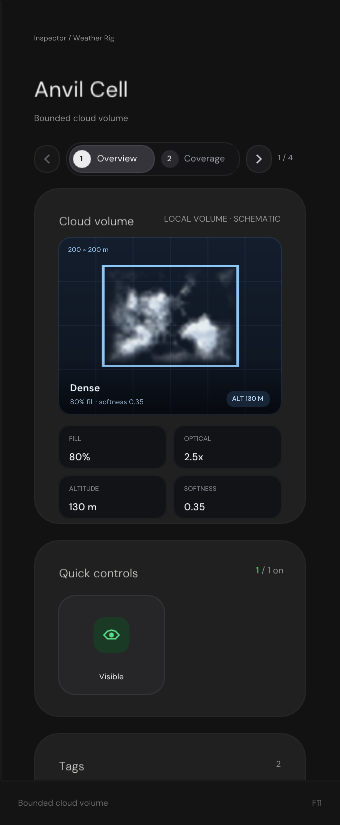 Inspector / Weather Rig
Anvil Cell
Bounded cloud volume
1 Overview 2 Coverage 1 / 4
Cloud volume LOCAL VOLUME · SCHEMATIC
200 × 200 m
Dense
80% fill · softness 0.35
ALT 130 M
FILL
80%
OPTICAL
2.5x
ALTITUDE
130 m
SOFTNESS
0.35
Quick controls 1 / 1 on
Visible
Tags 2
Bounded cloud volume F11